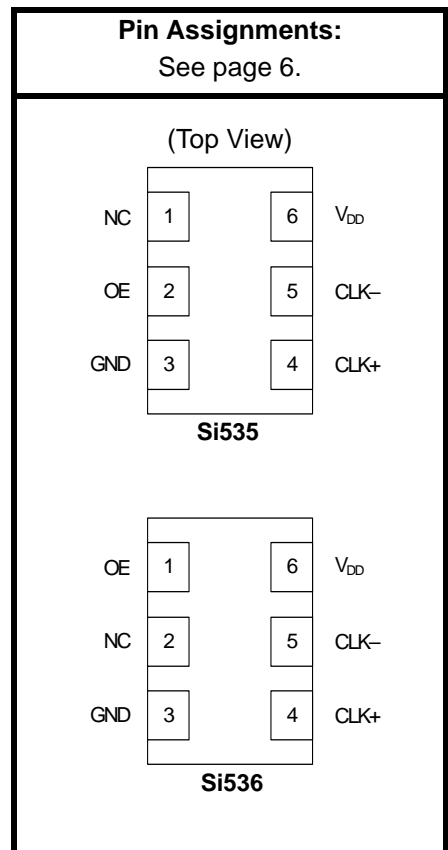 Pin Assignments:
See page 6.
(Top View)
NC 1 6 VDD
OE 2 5 CLK–
GND 3 4 CLK+
Si535
OE 1 6 VDD
NC 2 5 CLK–
GND 3 4 CLK+
Si536